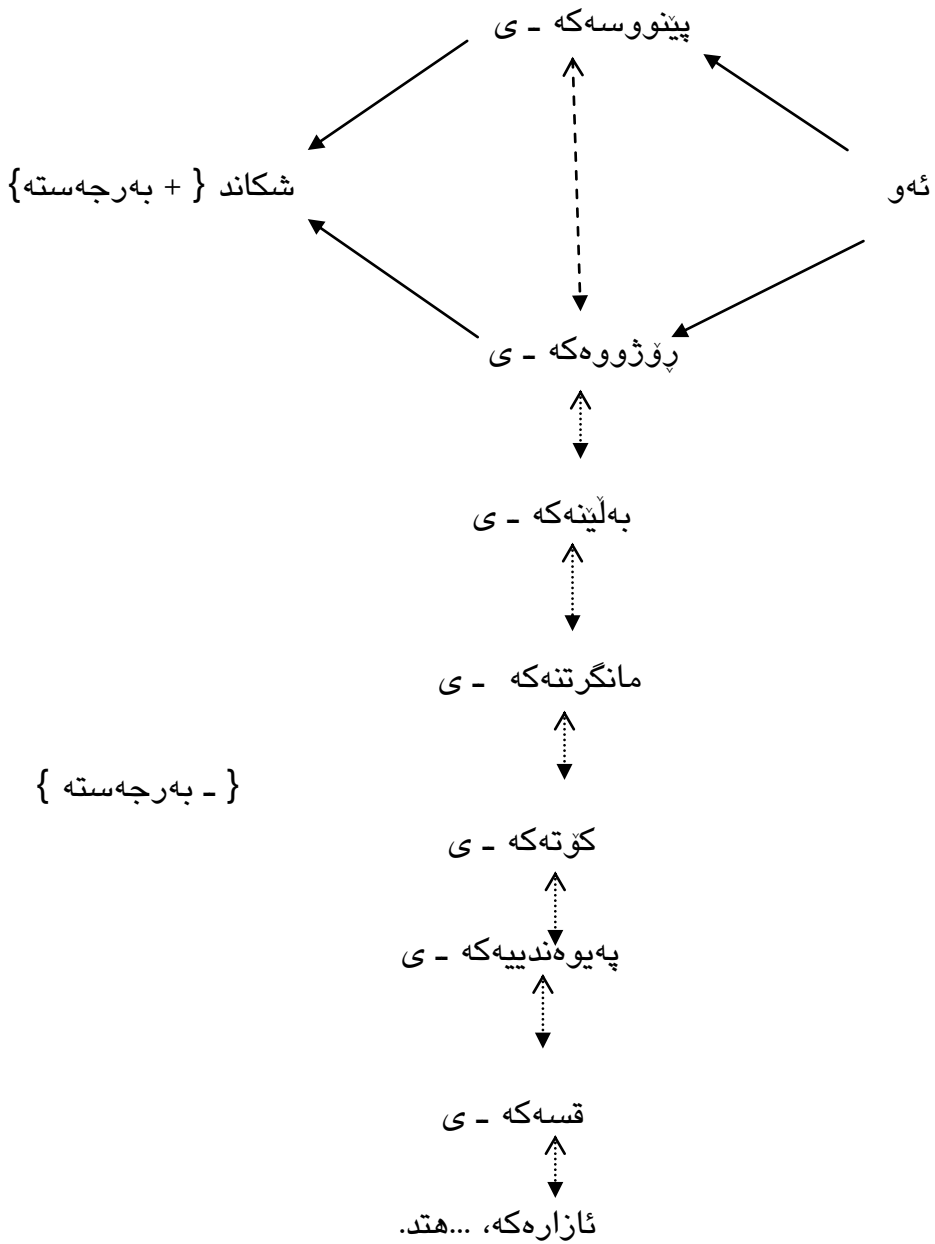 پێنووسەکە ـ ی
ئەو
شکاند { + بەرجەستە}
ڕۆژووەکە ـ ی
بەڵێنەکە ـ ی
مانگرتنەکە ـ ی
{ ـ بەرجەستە }
کۆتەکە ـ ی
پەیوەندییەکە ـ ی
قسەکە ـ ی
ئازارەکە، ...هتد.